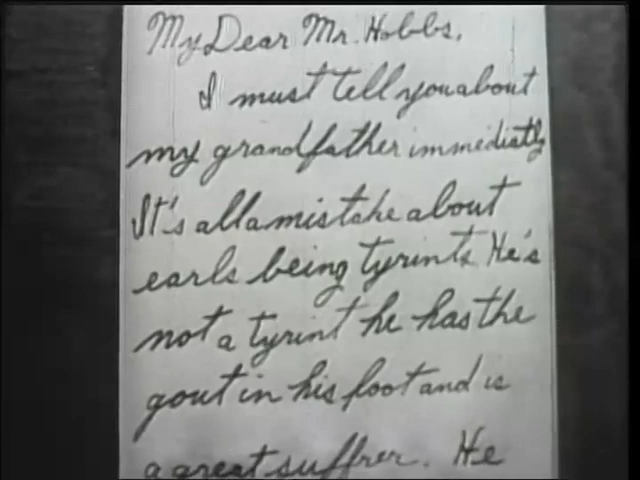 My Dear Mr. Hobbs,
I must tell you about
my grandfather immediatly
It's all a mistake about
earls being tyrints. He's
not a tyrint he has the
gout in his foot and is
a great suffrer. He